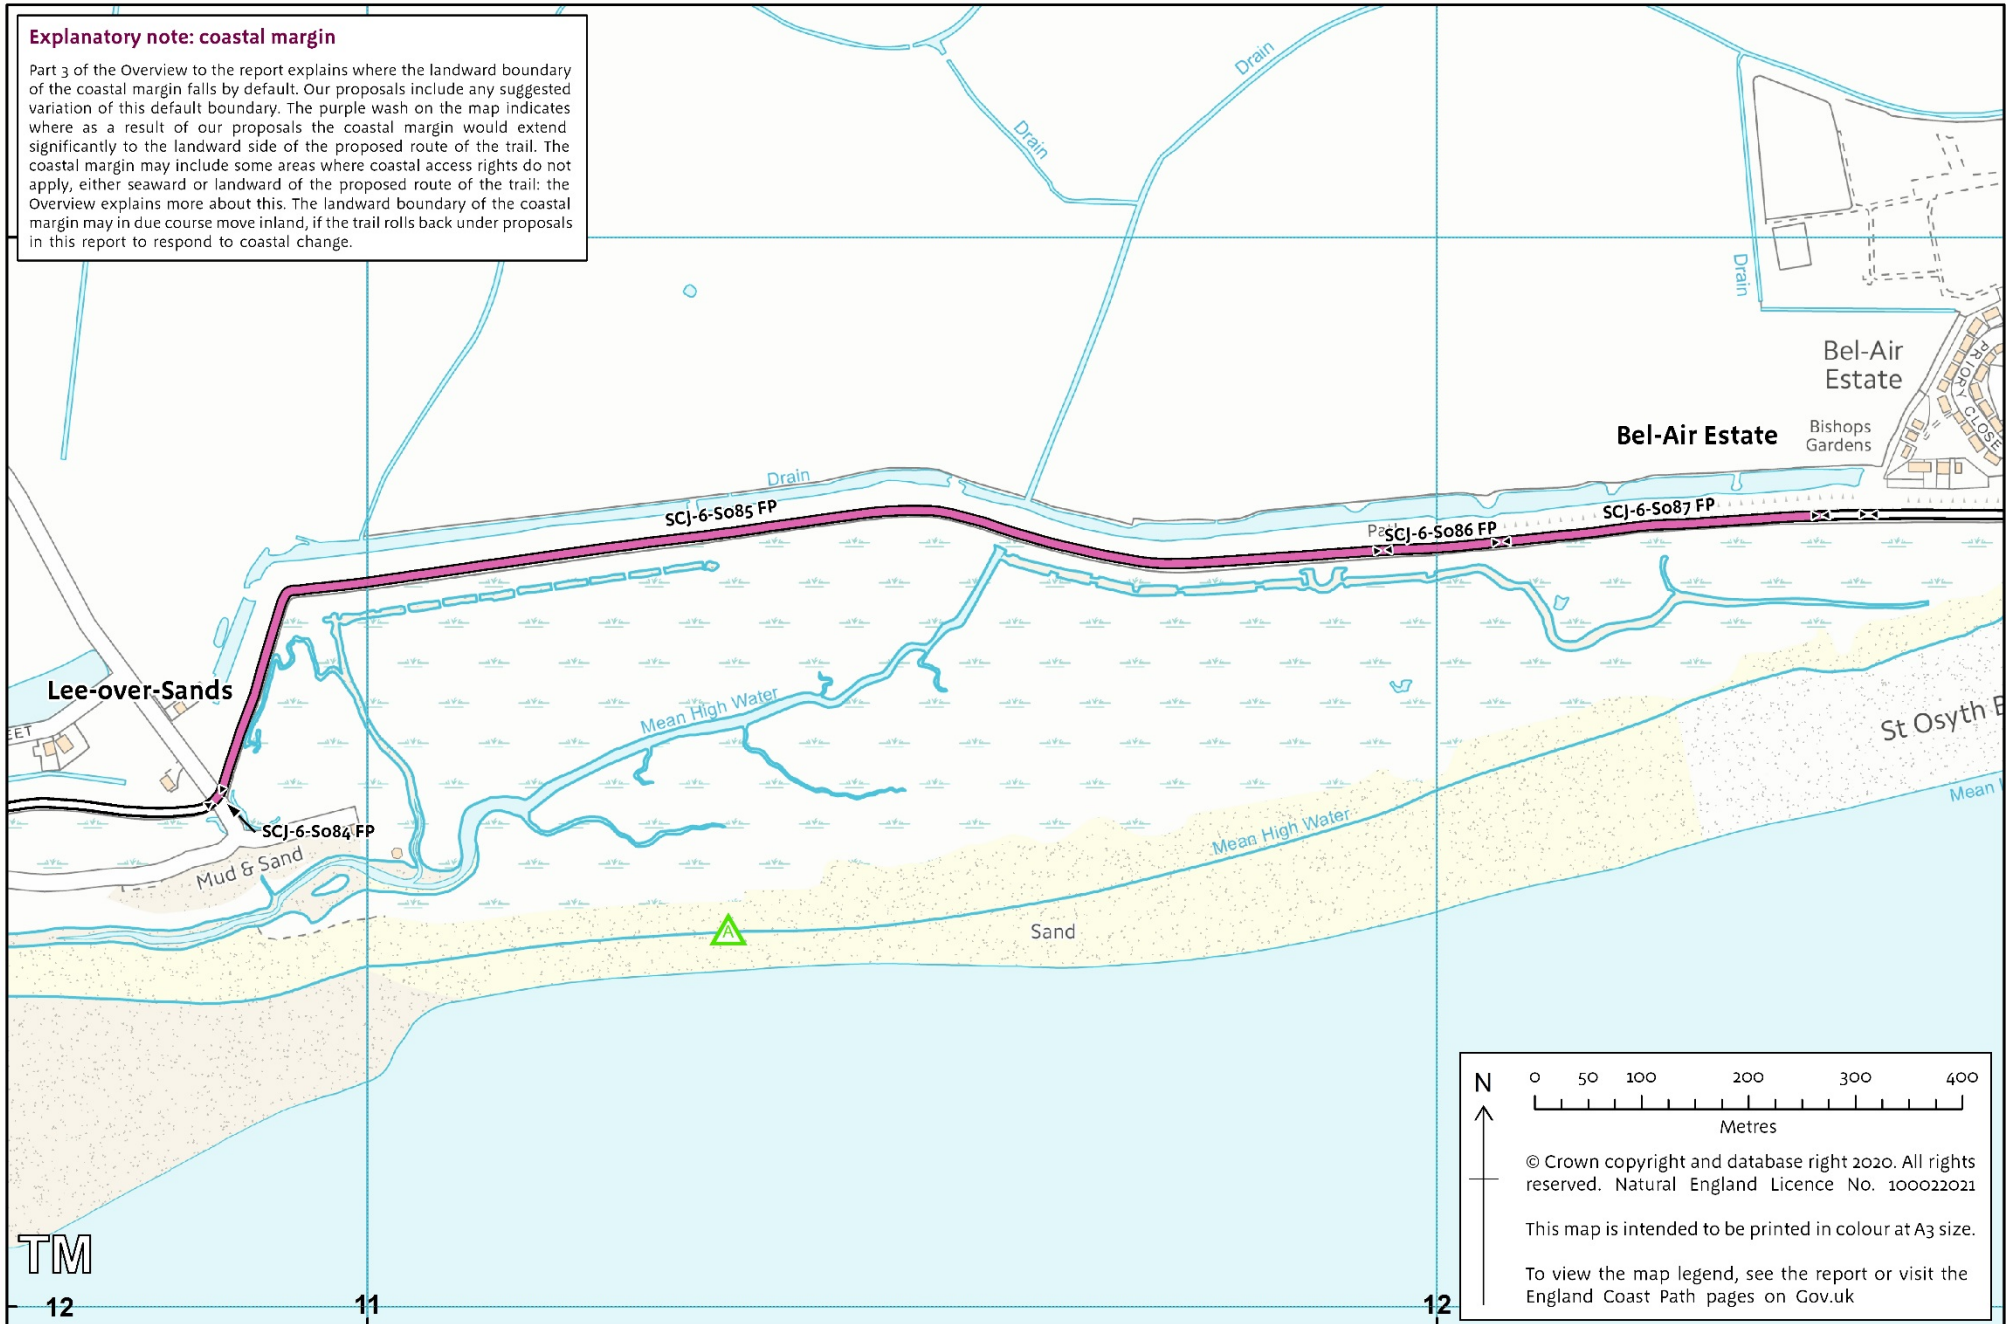 Explanatory note: coastal margin
Part 3 of the Overview to the report explains where the landward boundary
of the coastal margin falls by default. Our proposals include any suggested
variation of this default boundary. The purple wash on the map indicates
where as a result of our proposals the coastal margin would extend
significantly to the landward side of the proposed route of the trail. The
coastal margin may include some areas where coastal access rights do not
apply, either seaward or landward of the proposed route of the trail: the
Overview explains more about this. The landward boundary of the coastal
margin may in due course move inland, if the trail rolls back under proposals
in this report to respond to coastal change.
Drain
Drain
Drain
Bel-Air
Estate
PRIORY CLOSE
Bel-Air Estate
Bishops
Gardens
Drain
SCJ-6-S085 FP
SCJ-6-S087 FP
SCJ-6-S086 FP
Lee-over-Sands
EET
Mean High Water
St Osyth B
Mean
SCJ-6-S084 FP
Mud & Sand
Mean High Water
A
Sand
N
0 50 100 200 300 400
Metres
© Crown copyright and database right 2020. All rights
reserved. Natural England Licence No. 100022021
This map is intended to be printed in colour at A3 size.
To view the map legend, see the report or visit the
England Coast Path pages on Gov.uk
TM
12
11
12